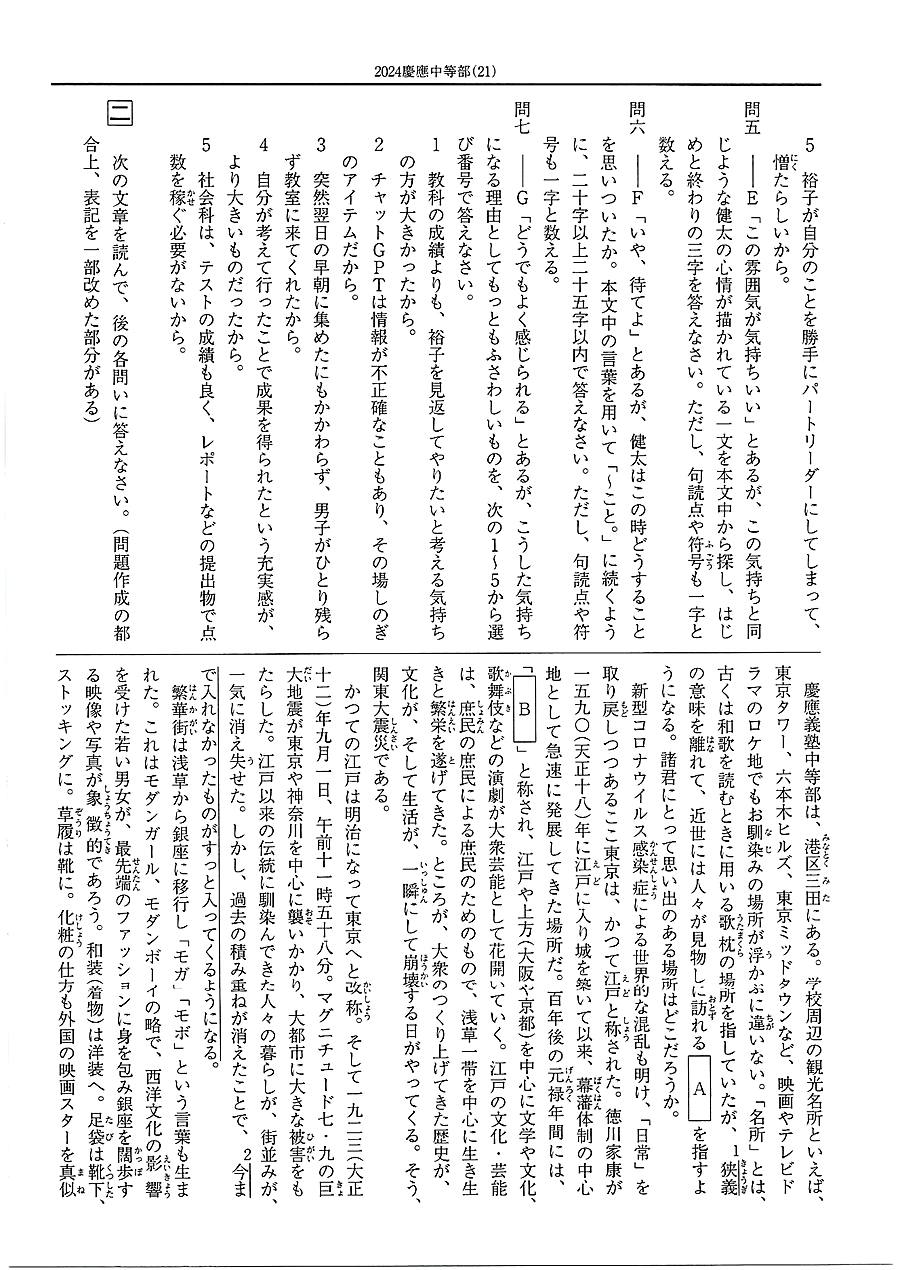 2024慶應中等部(21)
5　裕子が自分のことを勝手にパートリーダーにしてしまって、
憎たらしいから。
問五　――E「この雰囲気が気持ちいい」とあるが、この気持ちと同
じような健太の心情が描かれている一文を本文中から探し、はじ
めと終わりの三字を答えなさい。ただし、句読点や符号も一字と
数える。
問六　――F「いや、待てよ」とあるが、健太はこの時どうすること
を思いついたか。本文中の言葉を用いて「〜こと。」に続くよう
に、二十字以上二十五字以内で答えなさい。ただし、句読点や符
号も一字と数える。
問七　――G「どうでもよく感じられる」とあるが、こうした気持ち
になる理由としてもっともふさわしいものを、次の1〜5から選
び番号で答えなさい。
1　教科の成績よりも、裕子を見返してやりたいと考える気持ち
の方が大きかったから。
2　チャットGPTは情報が不正確なこともあり、その場しのぎ
のアイテムだから。
3　突然翌日の早朝に集めたにもかかわらず、男子がひとり残ら
ず教室に来てくれたから。
4　自分が考えて行ったことで成果を得られたという充実感が、
より大きいものだったから。
5　社会科は、テストの成績も良く、レポートなどの提出物で点
数を稼ぐ必要がないから。
二　次の文章を読んで、後の各問いに答えなさい。（問題作成の都
合上、表記を一部改めた部分がある）
慶應義塾中等部は、港区三田にある。学校周辺の観光名所といえば、
東京タワー、六本木ヒルズ、東京ミッドタウンなど、映画やテレビド
ラマのロケ地でもお馴染みの場所が浮かぶに違いない。「名所」とは、
古くは和歌を読むときに用いる歌枕の場所を指していたが、1狭義
の意味を離れて、近世には人々が見物しに訪れる　A　を指すよ
うになる。諸君にとって思い出のある場所はどこだろうか。
新型コロナウイルス感染症による世界的な混乱も明け、「日常」を
取り戻しつつあるここ東京は、かつて江戸と称された。徳川家康が
一五九〇（天正十八）年に江戸に入り城を築いて以来、幕藩体制の中心
地として急速に発展してきた場所だ。百年後の元禄年間には、
「　B　」と称され、江戸や上方（大阪や京都）を中心に文学や文化、
歌舞伎などの演劇が大衆芸能として花開いていく。江戸の文化・芸能
は、庶民の庶民による庶民のためのもので、浅草一帯を中心に生き生
きと繁栄を遂げてきた。ところが、大衆のつくり上げてきた歴史が、
文化が、そして生活が、一瞬にして崩壊する日がやってくる。そう、
関東大震災である。
かつての江戸は明治になって東京へと改称。そして一九二三（大正
十二）年九月一日、午前十一時五十八分。マグニチュード七・九の巨
大地震が東京や神奈川を中心に襲いかかり、大都市に大きな被害をも
たらした。江戸以来の伝統に馴染んできた人々の暮らしが、街並みが、
一気に消え失せた。しかし、過去の積み重ねが消えたことで、2今ま
で入れなかったものがすっと入ってくるようになる。
繁華街は浅草から銀座に移行し「モガ」「モボ」という言葉も生ま
れた。これはモダンガール、モダンボーイの略で、西洋文化の影響
を受けた若い男女が、最先端のファッションに身を包み銀座を闊歩す
る映像や写真が象徴的であろう。和装（着物）は洋装へ。足袋は靴下、
ストッキングに。草履は靴に。化粧の仕方も外国の映画スターを真似